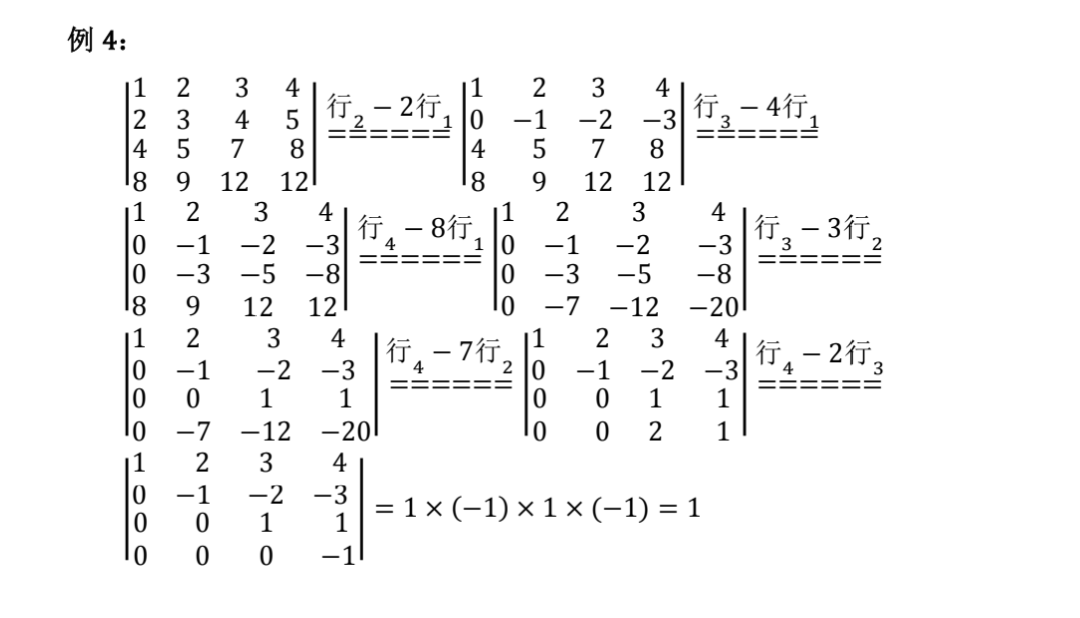 例 4：
|1 2 3 4| 行₂ − 2行₁ |1 2 3 4| 行₃ − 4行₁
|2 3 4 5| ====== |0 −1 −2 −3| ======
|4 5 7 8| |4 5 7 8|
|8 9 12 12| |8 9 12 12|
|1 2 3 4| 行₄ − 8行₁ |1 2 3 4| 行₃ − 3行₂
|0 −1 −2 −3| ====== |0 −1 −2 −3| ======
|0 −3 −5 −8| |0 −3 −5 −8|
|8 9 12 12| |0 −7 −12 −20|
|1 2 3 4| 行₄ − 7行₂ |1 2 3 4| 行₄ − 2行₃
|0 −1 −2 −3| ====== |0 −1 −2 −3| ======
|0 0 1 1| |0 0 1 1|
|0 −7 −12 −20| |0 0 2 1|
|1 2 3 4|
|0 −1 −2 −3| = 1 × (−1) × 1 × (−1) = 1
|0 0 1 1|
|0 0 0 −1|